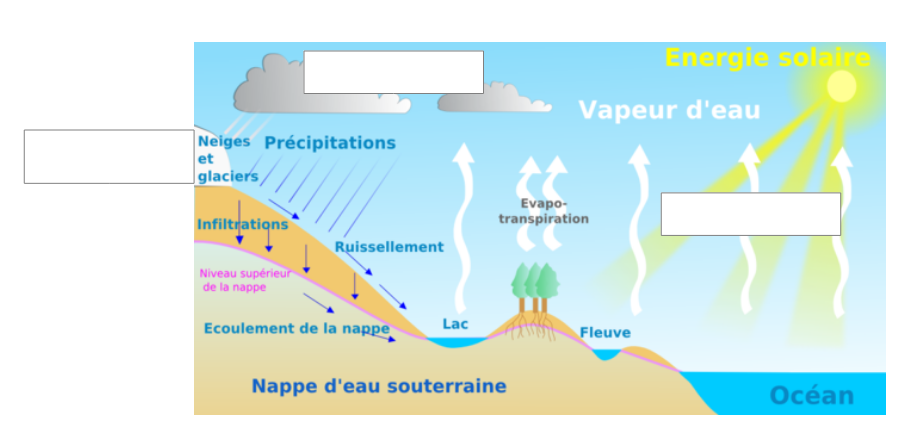 Energie solaire
Vapeur d'eau
Neiges
et
glaciers
Précipitations
Evapo-
transpiration
Infiltrations
Ruissellement
Niveau supérieur
de la nappe
Ecoulement de la nappe
Lac
Fleuve
Nappe d'eau souterraine
Océan